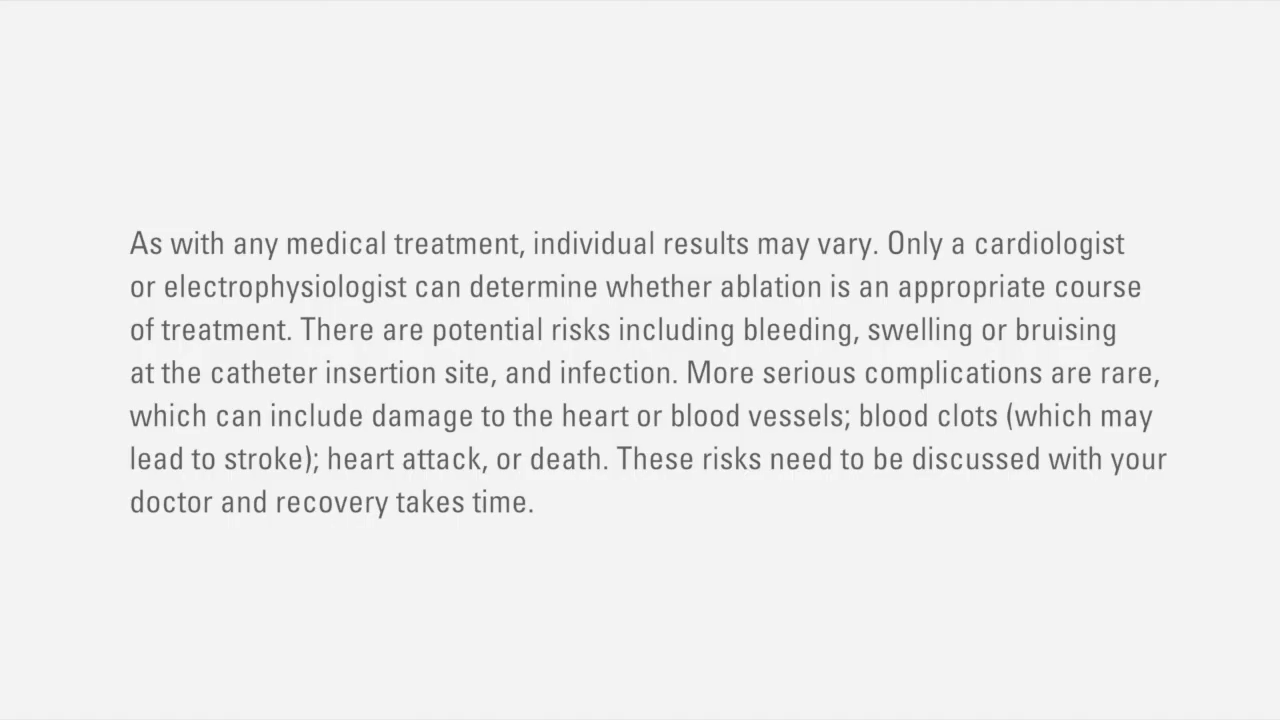 As with any medical treatment, individual results may vary. Only a cardiologist
or electrophysiologist can determine whether ablation is an appropriate course
of treatment. There are potential risks including bleeding, swelling or bruising
at the catheter insertion site, and infection. More serious complications are rare,
which can include damage to the heart or blood vessels; blood clots (which may
lead to stroke); heart attack, or death. These risks need to be discussed with your
doctor and recovery takes time.